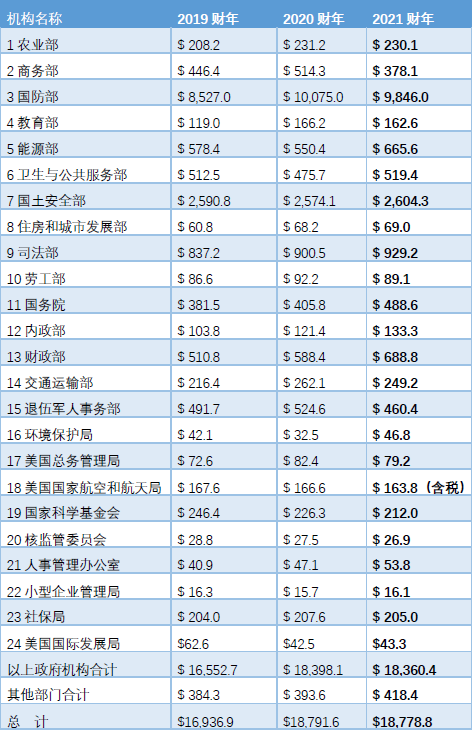 机构名称 2019 财年 2020 财年 2021 财年
1 农业部 $ 208.2 $ 231.2 $ 230.1
2 商务部 $ 446.4 $ 514.3 $ 378.1
3 国防部 $ 8,527.0 $ 10,075.0 $ 9,846.0
4 教育部 $ 119.0 $ 166.2 $ 162.6
5 能源部 $ 578.4 $ 550.4 $ 665.6
6 卫生与公共服务部 $ 512.5 $ 475.7 $ 519.4
7 国土安全部 $ 2,590.8 $ 2,574.1 $ 2,604.3
8 住房和城市发展部 $ 60.8 $ 68.2 $ 69.0
9 司法部 $ 837.2 $ 900.5 $ 929.2
10 劳工部 $ 86.6 $ 92.2 $ 89.1
11 国务院 $ 381.5 $ 405.8 $ 488.6
12 内政部 $ 103.8 $ 121.4 $ 133.3
13 财政部 $ 510.8 $ 588.4 $ 688.8
14 交通运输部 $ 216.4 $ 262.1 $ 249.2
15 退伍军人事务部 $ 491.7 $ 524.6 $ 460.4
16 环境保护局 $ 42.1 $ 32.5 $ 46.8
17 美国总务管理局 $ 72.6 $ 82.4 $ 79.2
18 美国国家航空和航天局 $ 167.6 $ 166.6 $ 163.8（含税）
19 国家科学基金会 $ 246.4 $ 226.3 $ 212.0
20 核监管委员会 $ 28.8 $ 27.5 $ 26.9
21 人事管理办公室 $ 40.9 $ 47.1 $ 53.8
22 小型企业管理局 $ 16.3 $ 15.7 $ 16.1
23 社保局 $ 204.0 $ 207.6 $ 205.0
24 美国国际发展局 $62.6 $42.5 $43.3
以上政府机构合计 $ 16,552.7 $ 18,398.1 $ 18,360.4
其他部门合计 $ 384.3 $ 393.6 $ 418.4
总 计 $16,936.9 $18,791.6 $18,778.8